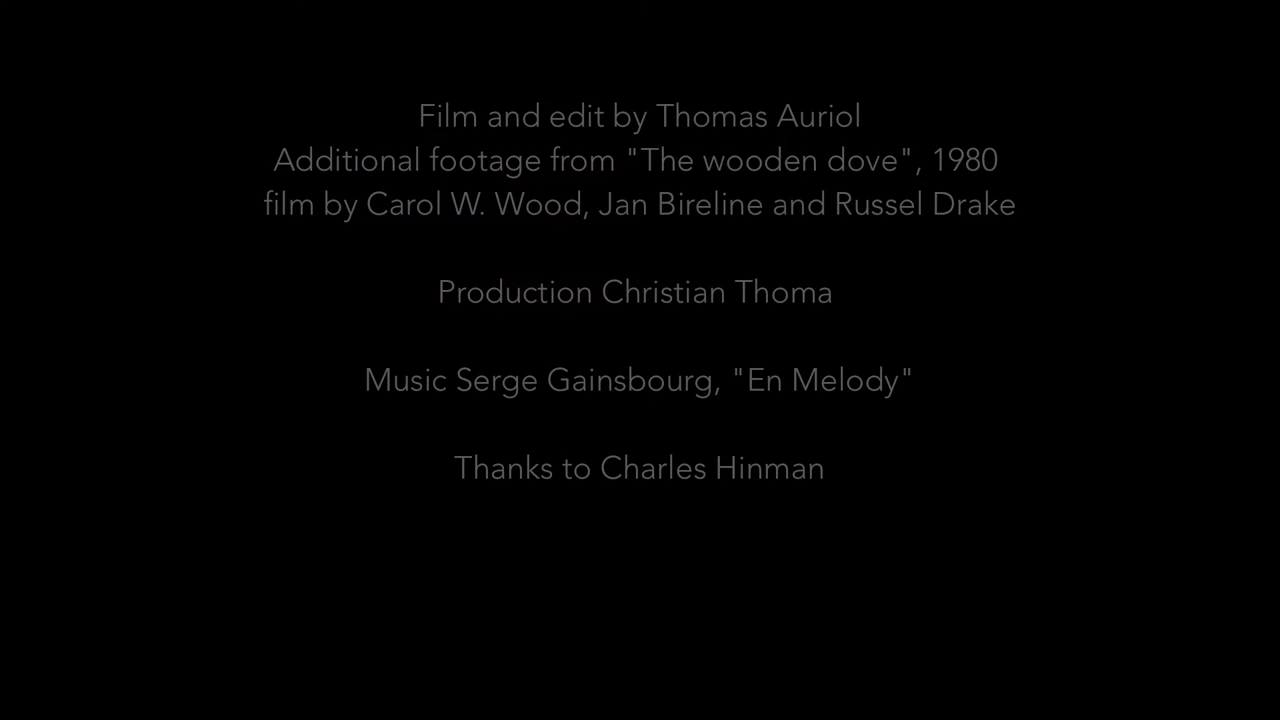 Film and edit by Thomas Auriol
Additional footage from "The wooden dove", 1980
film by Carol W. Wood, Jan Bireline and Russel Drake
Production Christian Thoma
Music Serge Gainsbourg, "En Melody"
Thanks to Charles Hinman